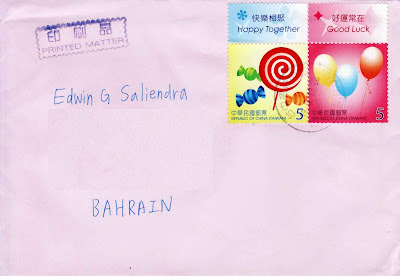 印刷品
PRINTED MATTER
快樂相聚
Happy Together
好運常在
Good Luck
中華民國郵票
REPUBLIC OF CHINA (TAIWAN)
5
中華民國郵票
REPUBLIC OF CHINA (TAIWAN)
5
Edwin G Saliendra
BAHRAIN